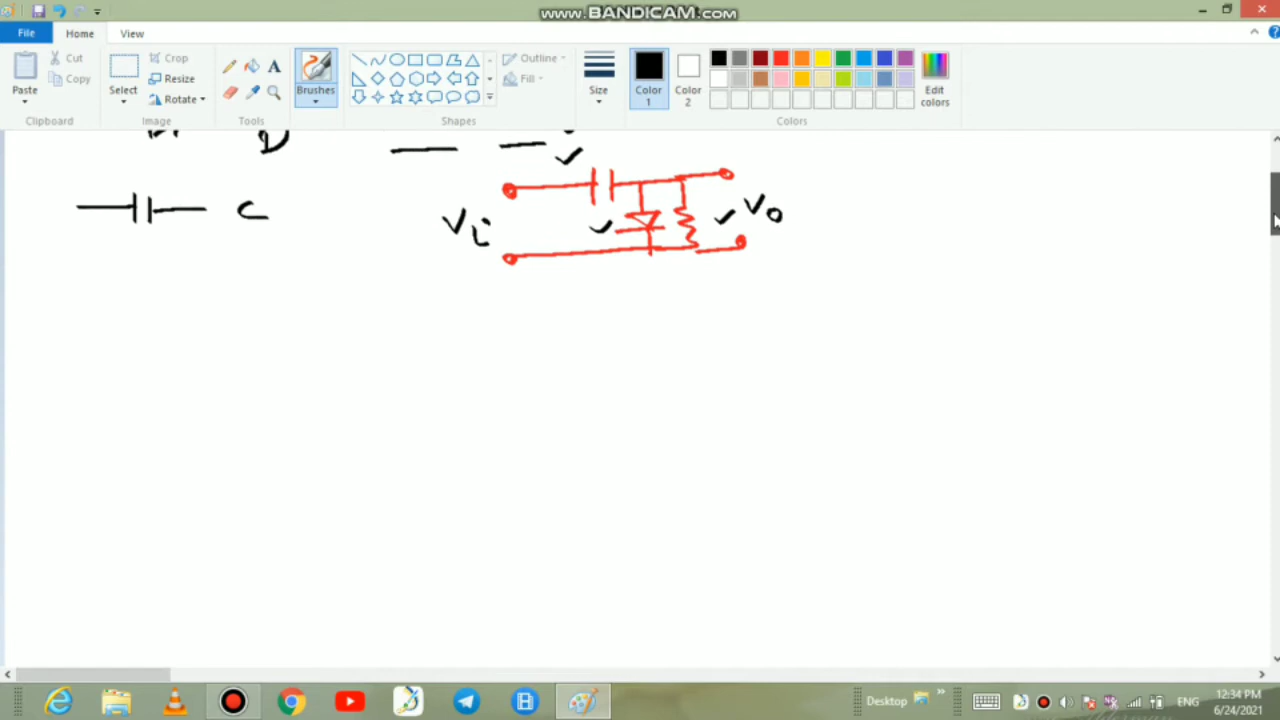 www.BANDICAM.com
File Home View
Paste
Cut
Copy
Clipboard
Select
Crop
Resize
Rotate
Image
Tools
Brushes
Shapes
Outline
Fill
Size
Color 1
Color 2
Edit colors
Colors
D
C
Vi
Vo
Desktop
ENG
12:34 PM
6/24/2021